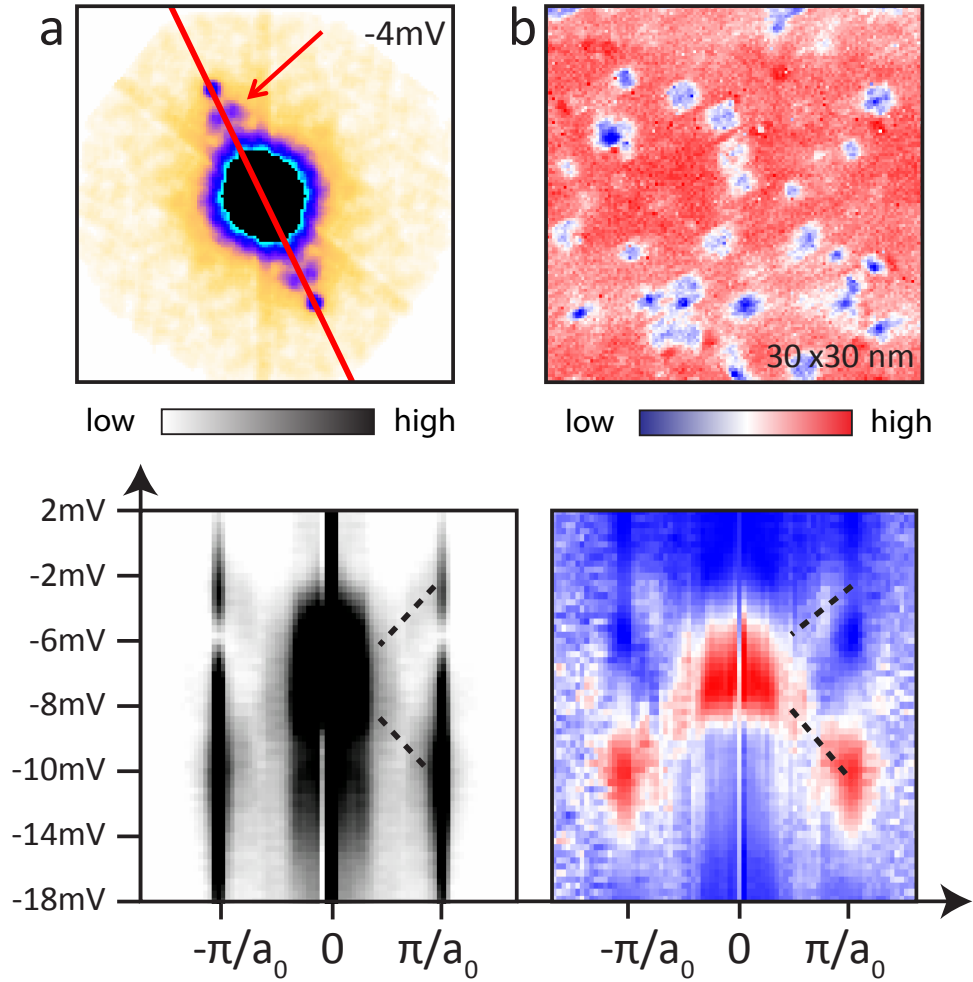 a
-4mV
b
30 x30 nm
low high
low high
2mV
-2mV
-6mV
-8mV
-10mV
-14mV
-18mV
-π/a₀ 0 π/a₀
-π/a₀ 0 π/a₀